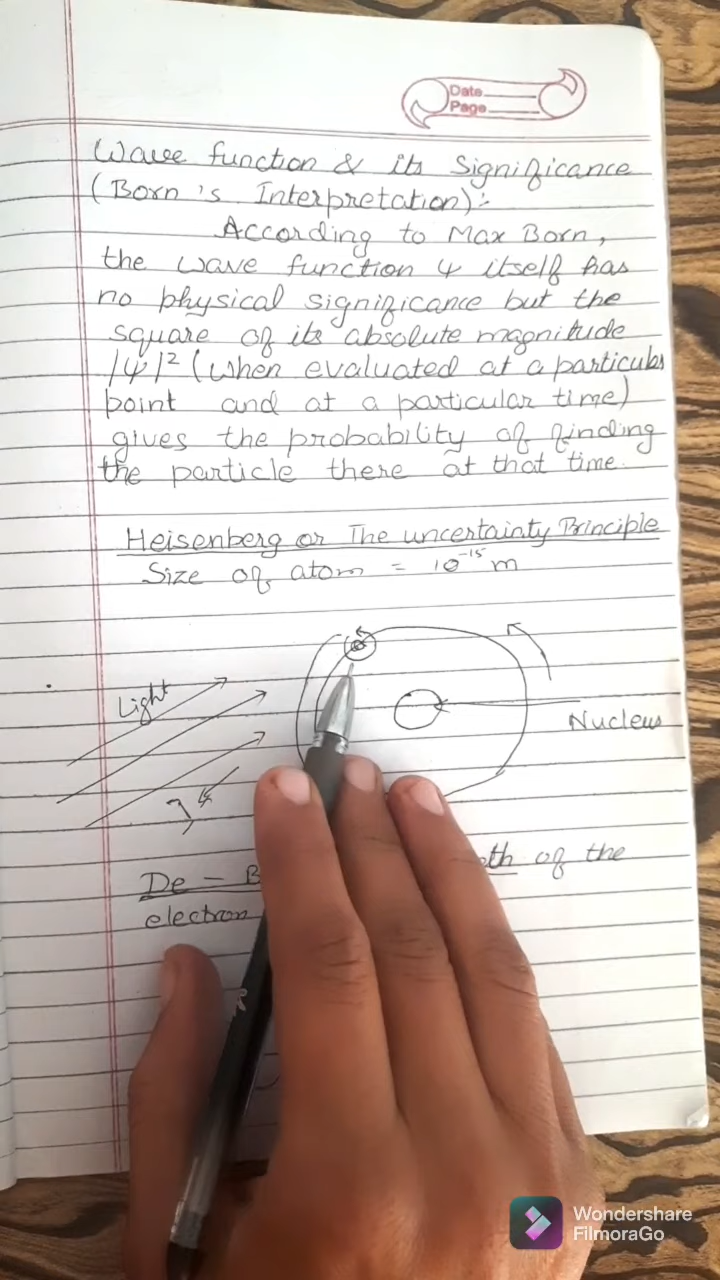 Date
Page
Wave function & its Significance
(Born's Interpretation):-
According to Max Born,
the wave function ψ itself has
no physical significance but the
square of its absolute magnitude
|ψ|² (when evaluated at a particular
point and at a particular time)
gives the probability of finding
the particle there at that time.
Heisenberg or The uncertainty Principle
Size of atom = 10⁻¹⁵ m
Light
Nucleus
De - B
th of the
electron
Wondershare
FilmoraGo